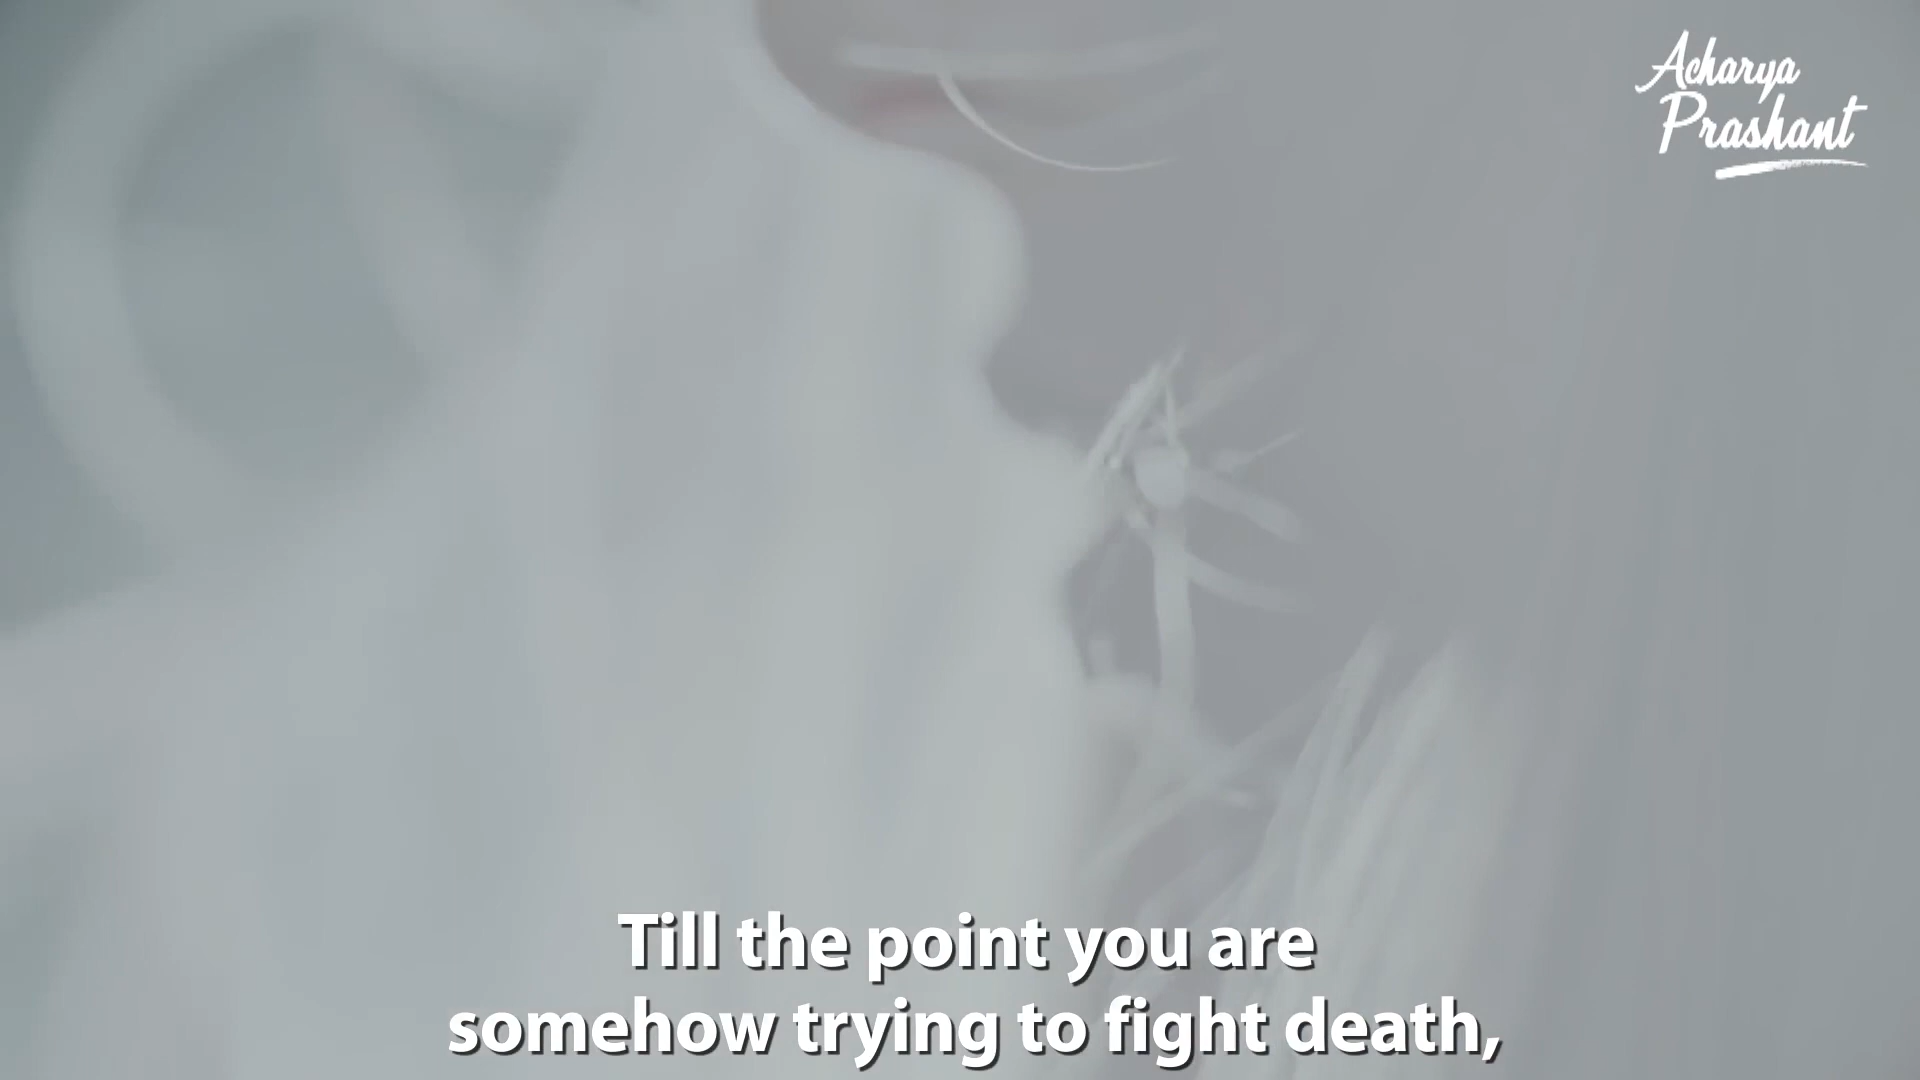 Acharya
Prashant
Till the point you are
somehow trying to fight death,